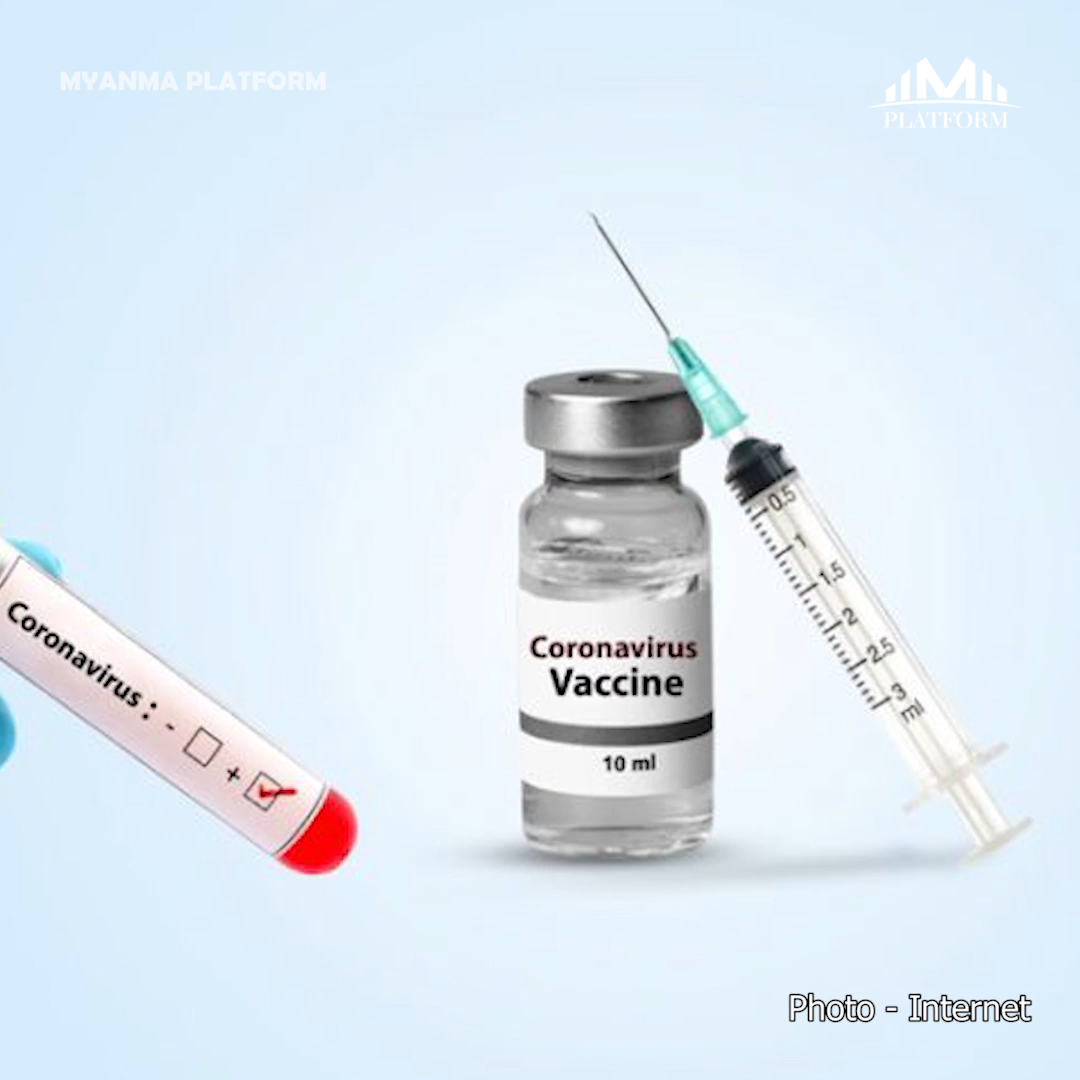 MYANMA PLATFORM
M
PLATFORM
Coronavirus : -
+
Coronavirus
Vaccine
10 ml
0.5
1
1.5
2
2.5
3
ml
Photo - Internet